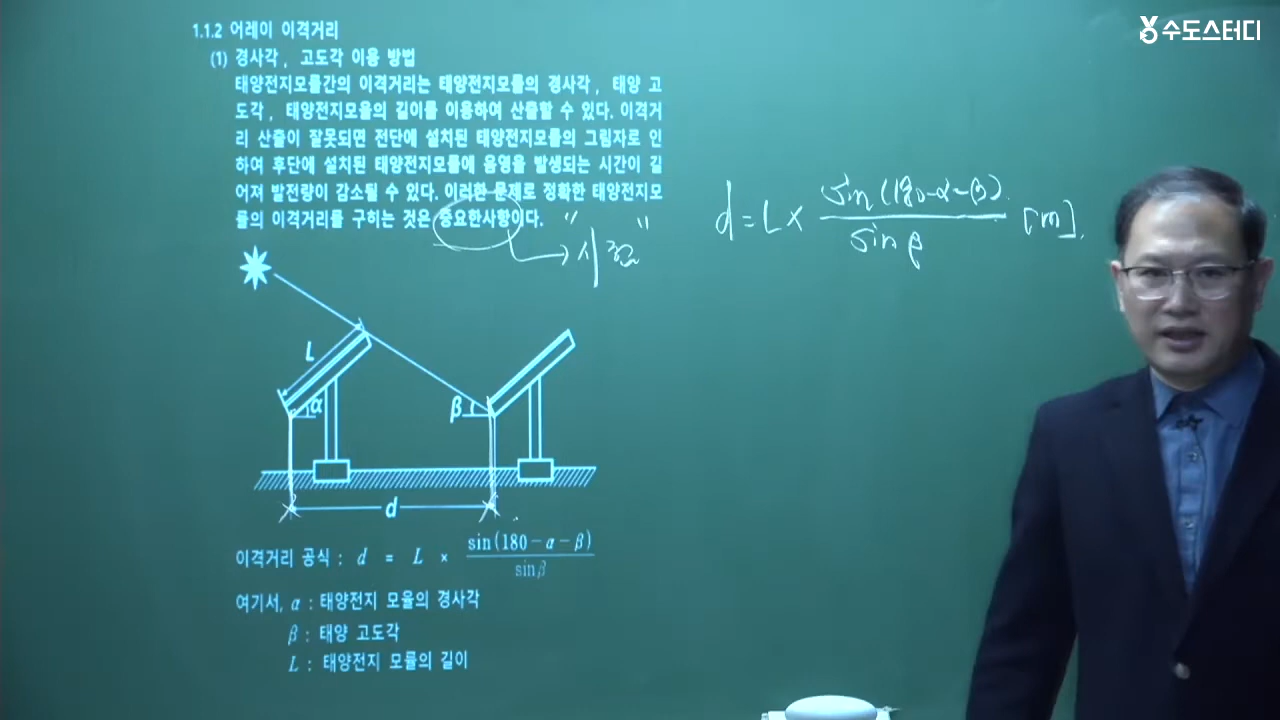 수도스터디
1.1.2 어레이 이격거리
(1) 경사각, 고도각 이용 방법
태양전지모률간의 이격거리는 태양전지모률의 경사각, 태양 고
도각, 태양전지모율의 길이를 이용하여 산출할 수 있다. 이격거
리 산출이 잘못되면 전단에 설치된 태양전지모률의 그림자로 인
하여 후단에 설치된 태양전지모률에 음영을 발생되는 시간이 길
어져 발전량이 감소될 수 있다. 이러한 문제로 정확한 태양전지모
률의 이격거리를 구하는 것은 중요한사항이다.
" 시험 "
d = L × sin(180-α-β) / sin β [m].
L
α
β
d
이격거리 공식 : d = L × sin(180-α-β) / sinβ
여기서, α : 태양전지 모율의 경사각
β : 태양 고도각
L : 태양전지 모률의 길이